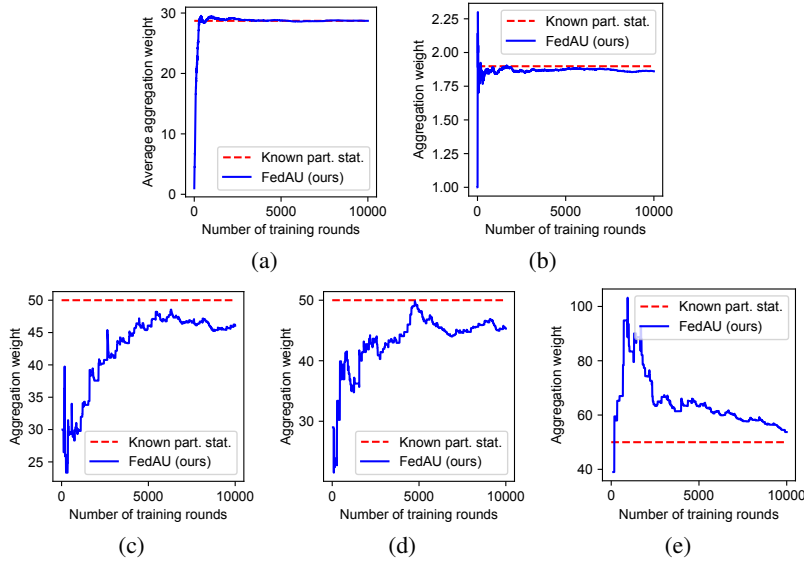 30
20
10
0
Average aggregation weight
Known part. stat.
FedAU (ours)
0 5000 10000
Number of training rounds
(a)
2.25
2.00
1.75
1.50
1.25
1.00
Aggregation weight
Known part. stat.
FedAU (ours)
0 5000 10000
Number of training rounds
(b)
50
45
40
35
30
25
Aggregation weight
Known part. stat.
FedAU (ours)
0 5000 10000
Number of training rounds
(c)
50
40
30
Aggregation weight
Known part. stat.
FedAU (ours)
0 5000 10000
Number of training rounds
(d)
100
80
60
40
Aggregation weight
Known part. stat.
FedAU (ours)
0 5000 10000
Number of training rounds
(e)